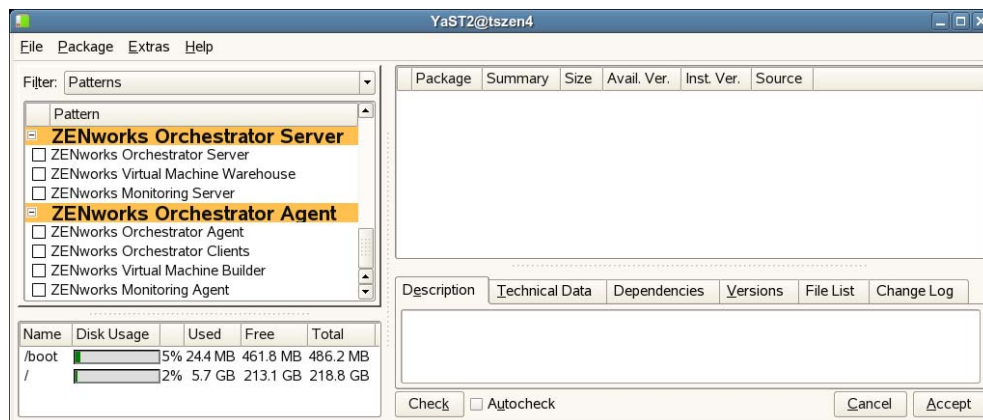 YaST2@tszen4
File Package Extras Help
Filter: Patterns
Pattern
ZENworks Orchestrator Server
ZENworks Orchestrator Server
ZENworks Virtual Machine Warehouse
ZENworks Monitoring Server
ZENworks Orchestrator Agent
ZENworks Orchestrator Agent
ZENworks Orchestrator Clients
ZENworks Virtual Machine Builder
ZENworks Monitoring Agent
Name Disk Usage Used Free Total
/boot 5% 24.4 MB 461.8 MB 486.2 MB
/ 2% 5.7 GB 213.1 GB 218.8 GB
Package Summary Size Avail. Ver. Inst. Ver. Source
Description Technical Data Dependencies Versions File List Change Log
Check Autocheck Cancel Accept